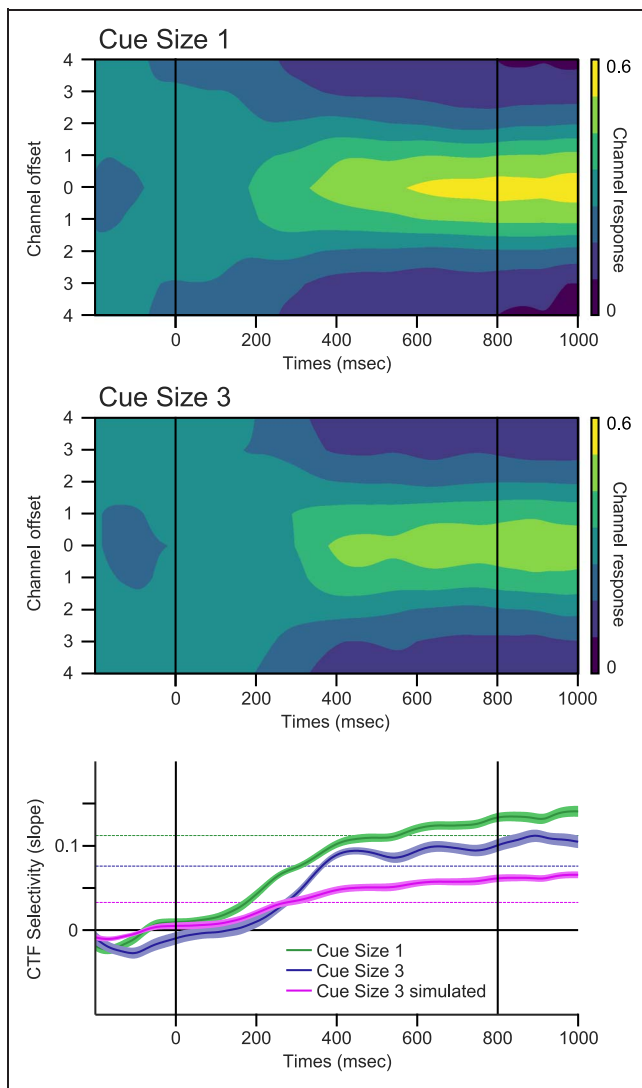 Cue Size 1
4
3
2
1
0
1
2
3
4
Channel offset
0 200 400 600 800 1000
Times (msec)
0.6
0
Channel response
Cue Size 3
4
3
2
1
0
1
2
3
4
Channel offset
0 200 400 600 800 1000
Times (msec)
0.6
0
Channel response
CTF Selectivity (slope)
0.1
0
Cue Size 1
Cue Size 3
Cue Size 3 simulated
0 200 400 600 800 1000
Times (msec)